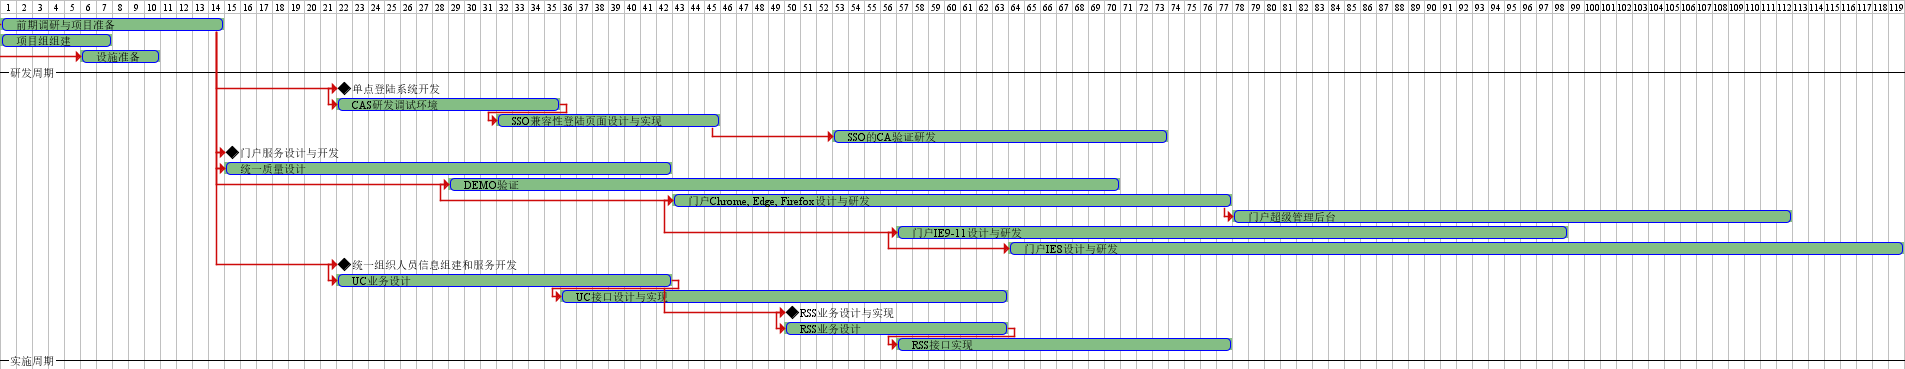 1 2 3 4 5 6 7 8 9 10 11 12 13 14 15 16 17 18 19 20 21 22 23 24 25 26 27 28 29 30 31 32 33 34 35 36 37 38 39 40 41 42 43 44 45 46 47 48 49 50 51 52 53 54 55 56 57 58 59 60 61 62 63 64 65 66 67 68 69 70 71 72 73 74 75 76 77 78 79 80 81 82 83 84 85 86 87 88 89 90 91 92 93 94 95 96 97 98 99 100 101 102 103 104 105 106 107 108 109 110 111 112 113 114 115 116 117 118 119
前期调研与项目准备
项目组组建
设施准备
研发周期
单点登陆系统开发
CAS研发调试环境
SSO兼容性登陆页面设计与实现
SSO的CA验证研发
门户服务设计与开发
统一质量设计
DEMO验证
门户Chrome, Edge, Firefox设计与研发
门户超级管理后台
门户IE9-11设计与研发
门户IE8设计与研发
统一组织人员信息组建和服务开发
UC业务设计
UC接口设计与实现
RSS业务设计与实现
RSS业务设计
RSS接口实现
实施周期